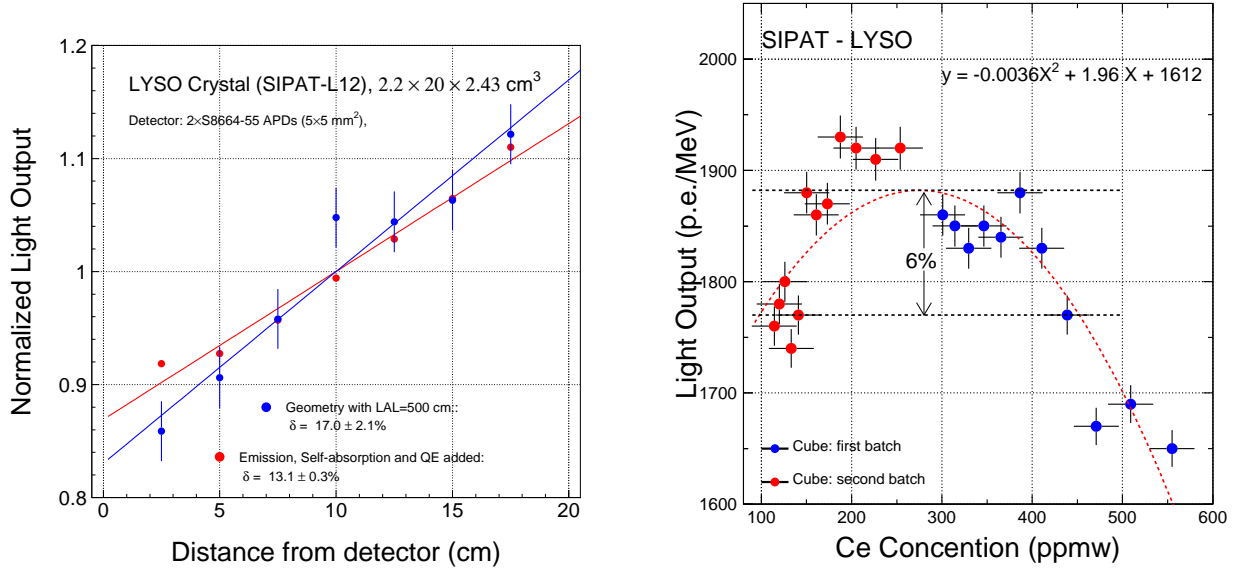 1.2
1.1
1
0.9
0.8
Normalized Light Output
LYSO Crystal (SIPAT-L12), 2.2 × 20 × 2.43 cm³
Detector: 2×S8664-55 APDs (5×5 mm²),
Geometry with LAL=500 cm::
δ = 17.0 ± 2.1%
Emission, Self-absorption and QE added:
δ = 13.1 ± 0.3%
0 5 10 15 20
Distance from detector (cm)
2000
1900
1800
1700
1600
Light Output (p.e./MeV)
SIPAT - LYSO
y = -0.0036X² + 1.96 X + 1612
6%
Cube: first batch
Cube: second batch
100 200 300 400 500 600
Ce Concention (ppmw)